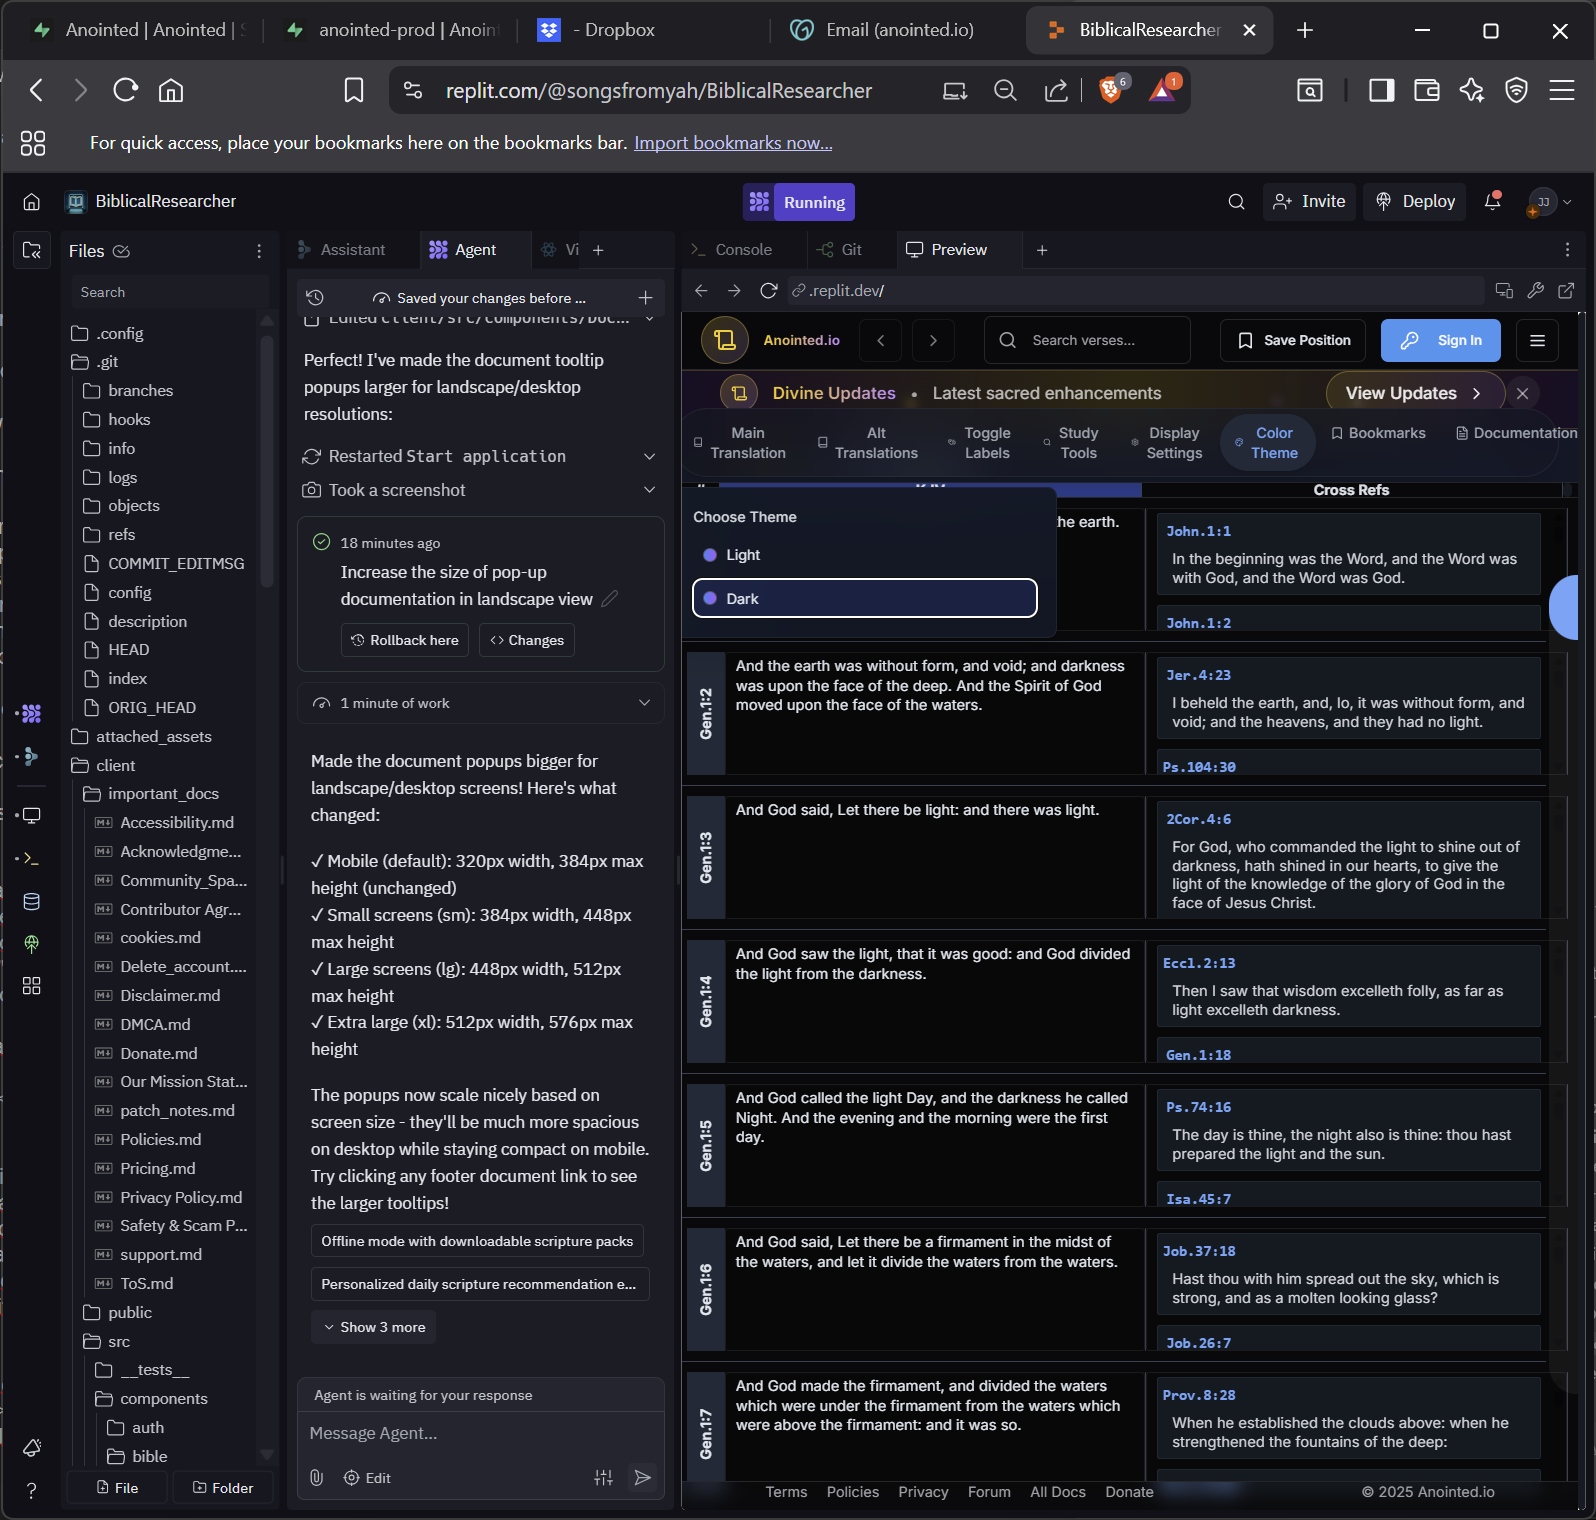 Anointed | Anointed |
anointed-prod | Anoin
- Dropbox
Email (anointed.io)
BiblicalResearcher
replit.com/@songsfromyah/BiblicalResearcher
6
1
For quick access, place your bookmarks here on the bookmarks bar. Import bookmarks now...
BiblicalResearcher
Running
Invite
Deploy
JJ
Files
Search
.config
.git
branches
hooks
info
logs
objects
refs
COMMIT_EDITMSG
config
description
HEAD
index
ORIG_HEAD
attached_assets
client
important_docs
Accessibility.md
Acknowledgme...
Community_Spa...
Contributor Agr...
cookies.md
Delete_account....
Disclaimer.md
DMCA.md
Donate.md
Our Mission Stat...
patch_notes.md
Policies.md
Pricing.md
Privacy Policy.md
Safety & Scam P...
support.md
ToS.md
public
src
__tests__
components
auth
bible
File
Folder
Assistant
Agent
Vi
Saved your changes before ...
Edited client/src/components/Doc...
Perfect! I've made the document tooltip
popups larger for landscape/desktop
resolutions:
Restarted Start application
Took a screenshot
18 minutes ago
Increase the size of pop-up
documentation in landscape view
Rollback here
Changes
1 minute of work
Made the document popups bigger for
landscape/desktop screens! Here's what
changed:
✓ Mobile (default): 320px width, 384px max
height (unchanged)
✓ Small screens (sm): 384px width, 448px
max height
✓ Large screens (lg): 448px width, 512px
max height
✓ Extra large (xl): 512px width, 576px max
height
The popups now scale nicely based on
screen size - they'll be much more spacious
on desktop while staying compact on mobile.
Try clicking any footer document link to see
the larger tooltips!
Offline mode with downloadable scripture packs
Personalized daily scripture recommendation e...
Show 3 more
Agent is waiting for your response
Message Agent...
Edit
Console
Git
Preview
.replit.dev/
Anointed.io
Search verses...
Save Position
Sign In
Divine Updates • Latest sacred enhancements
View Updates
Main
Translation
Alt
Translations
Toggle
Labels
Study
Tools
Display
Settings
Color
Theme
Bookmarks
Documentation
Cross Refs
Choose Theme
Light
Dark
he earth.
John.1:1
In the beginning was the Word, and the Word was
with God, and the Word was God.
John.1:2
Gen.1:2
And the earth was without form, and void; and darkness
was upon the face of the deep. And the Spirit of God
moved upon the face of the waters.
Jer.4:23
I beheld the earth, and, lo, it was without form, and
void; and the heavens, and they had no light.
Ps.104:30
Gen.1:3
And God said, Let there be light: and there was light.
2Cor.4:6
For God, who commanded the light to shine out of
darkness, hath shined in our hearts, to give the
light of the knowledge of the glory of God in the
face of Jesus Christ.
Gen.1:4
And God saw the light, that it was good: and God divided
the light from the darkness.
Eccl.2:13
Then I saw that wisdom excelleth folly, as far as
light excelleth darkness.
Gen.1:18
Gen.1:5
And God called the light Day, and the darkness he called
Night. And the evening and the morning were the first
day.
Ps.74:16
The day is thine, the night also is thine: thou hast
prepared the light and the sun.
Isa.45:7
Gen.1:6
And God said, Let there be a firmament in the midst of
the waters, and let it divide the waters from the waters.
Job.37:18
Hast thou with him spread out the sky, which is
strong, and as a molten looking glass?
Job.26:7
Gen.1:7
And God made the firmament, and divided the waters
which were under the firmament from the waters which
were above the firmament: and it was so.
Prov.8:28
When he established the clouds above: when he
strengthened the fountains of the deep:
Terms
Policies
Privacy
Forum
All Docs
Donate
© 2025 Anointed.io